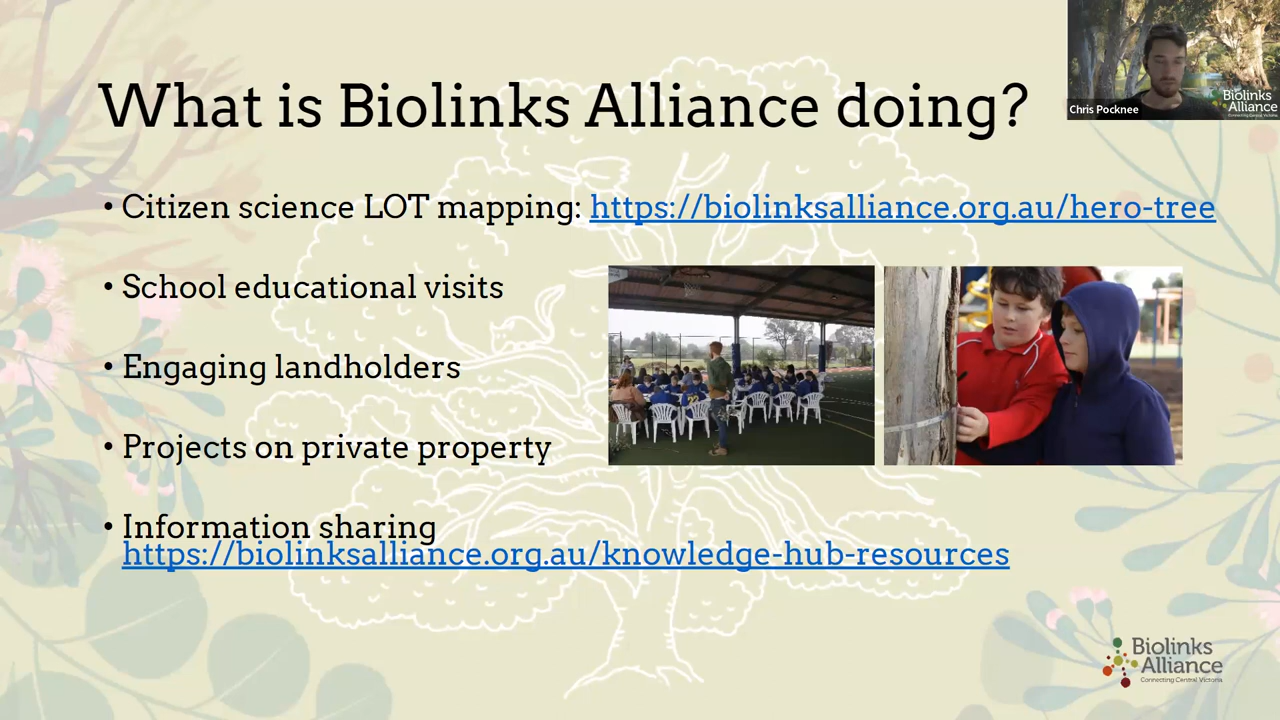 What is Biolinks Alliance doing?
Chris Pocknee
Biolinks
Alliance
Connecting Central Victoria
• Citizen science LOT mapping: https://biolinksalliance.org.au/hero-tree
• School educational visits
• Engaging landholders
• Projects on private property
• Information sharing
https://biolinksalliance.org.au/knowledge-hub-resources
Biolinks
Alliance
Connecting Central Victoria